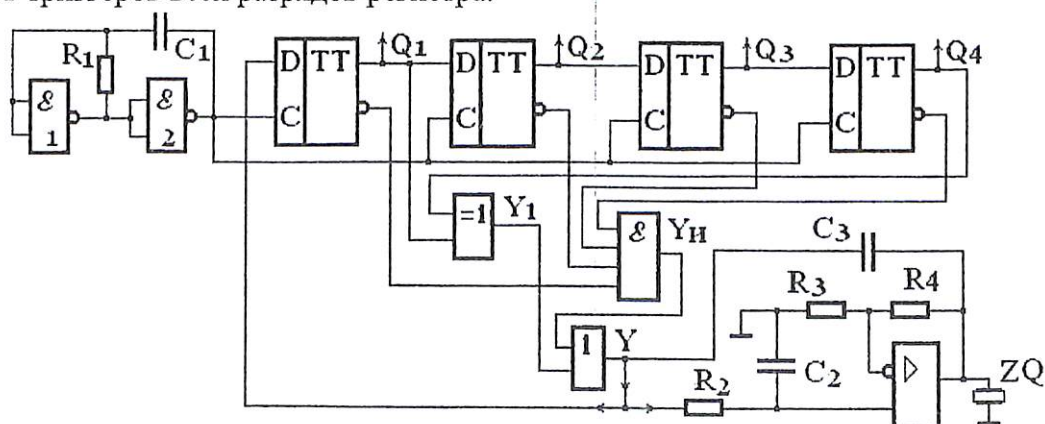 триггеров всех разрядов регистра.
R1
C1
& 1
& 2
D TT
C
Q1
D TT
C
Q2
D TT
C
Q3
D TT
C
Q4
=1
Y1
&
YИ
C3
1
Y
R3
R4
C2
R2
▷
ZQ